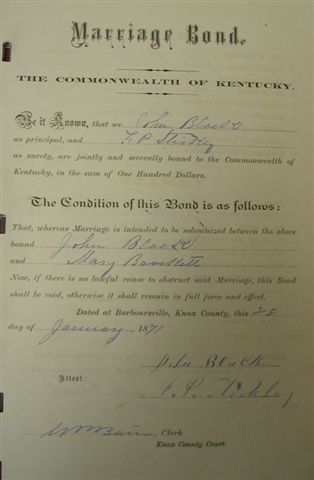 Marriage Bond.
THE COMMONWEALTH OF KENTUCKY.
Be it Known, that we John Black
as principal, and F. P. Stickley
as surety, are jointly and severally bound to the Commonwealth of
Kentucky, in the sum of One Hundred Dollars.
The Condition of this Bond is as follows:
That, whereas Marriage is intended to be solemnized between the above
bound John Black
and Mary
Now, if there is no lawful cause to obstruct said Marriage, this Bond
shall be void, otherwise it shall remain in full force and effect.
Dated at Barboursville, Knox County, this 28
day of January 1871
John Black
Attest:
F. P. Stickley
Clerk
Knox County Court.